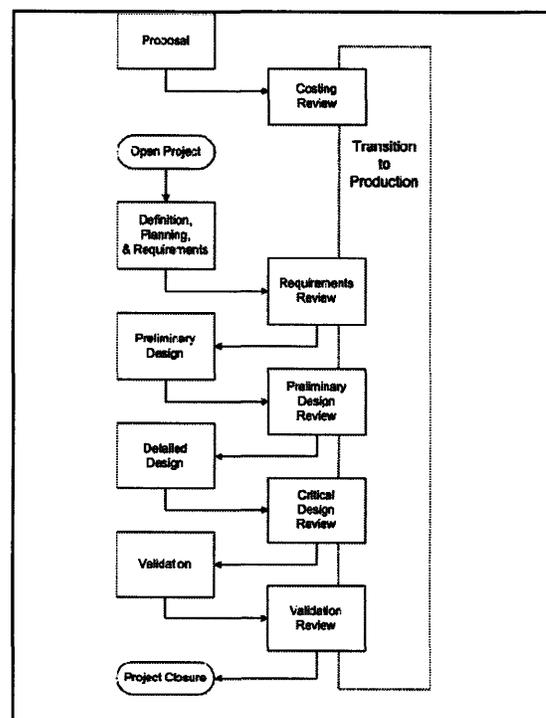 Proposal
Costing
Review
Transition
to
Production
Open Project
Definition,
Planning,
& Requirements
Requirements
Review
Preliminary
Design
Preliminary
Design
Review
Detailed
Design
Critical
Design
Review
Validation
Validation
Review
Project Closure